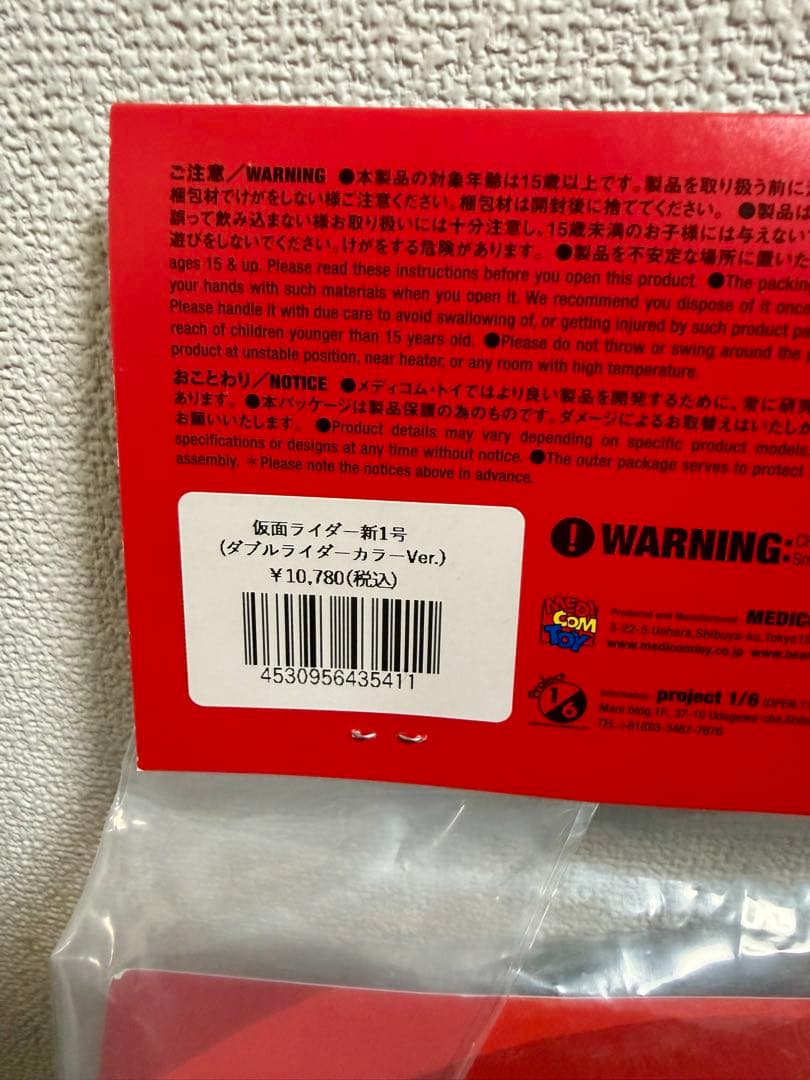 ご注意／WARNING ●本製品の対象年齢は15歳以上です。製品を取り扱う前に
梱包材でけがをしない様ご注意ください。梱包材は開封後に捨ててください。 ●製品は
誤って飲み込まない様お取り扱いには十分注意し、15歳未満のお子様には与えない
遊びをしないでください。けがをする危険があります。 ●製品を不安定な場所に置いた
ages 15 & up. Please read these instructions before you open this product. ●The packing
your hands with such materials when you open it. We recommend you dispose of it once
Please handle it with due care to avoid swallowing of, or getting injured by such product
reach of children younger than 15 years old. ●Please do not throw or swing around the
product at unstable position, near heater, or any room with high temperature.
おことわり／NOTICE ●メディコム・トイではより良い製品を開発するために、常に研
あります。 ●本パッケージは製品保護の為のものです。ダメージによるお取替えはいたしか
お願いいたします。 ●Product details may vary depending on specific product models.
specifications or designs at any time without notice. ●The outer package serves to protect
assembly. ＊Please note the notices above in advance.
仮面ライダー新1号
(ダブルライダーカラーVer.)
￥10,780(税込)
4530956435411
WARNING:
MEDI
COM
TOY
Produced and Manufactured MEDICO
3-22-5 Uehara,Shibuya-ku,Tokyo
www.medicomtoy.co.jp
project
1/6
project 1/6